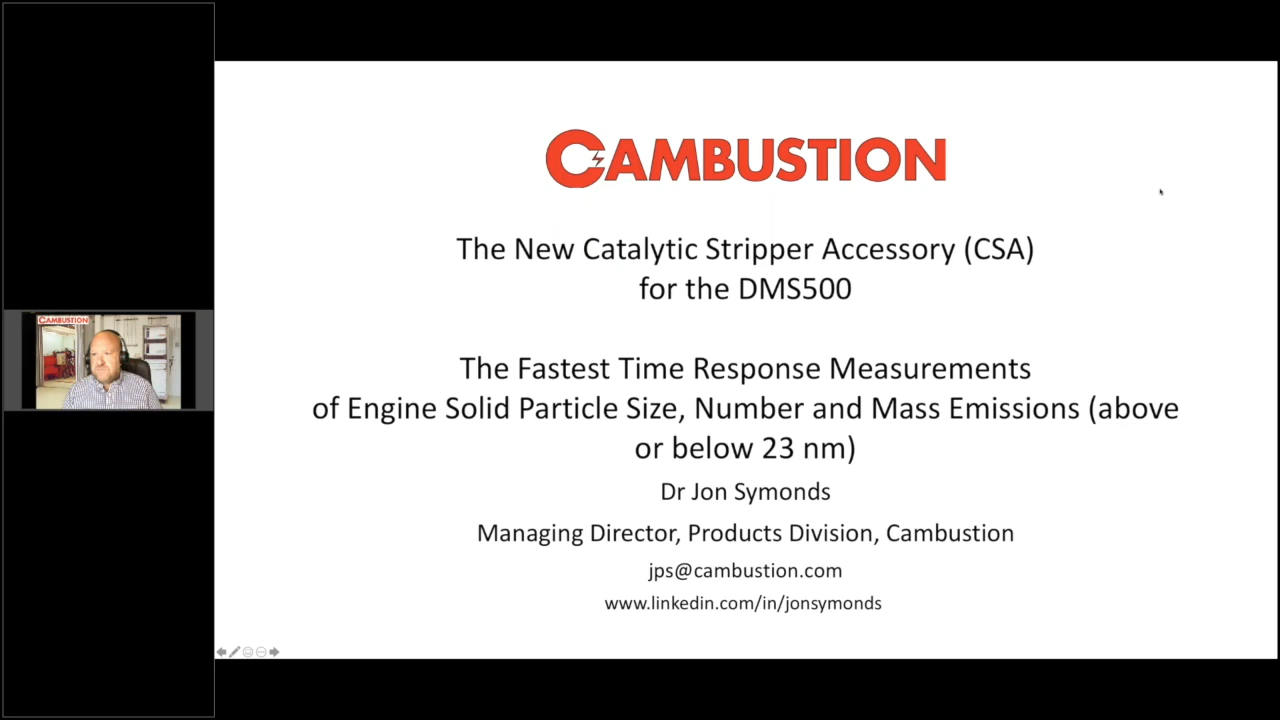 CAMBUSTION
CAMBUSTION
The New Catalytic Stripper Accessory (CSA)
for the DMS500
The Fastest Time Response Measurements
of Engine Solid Particle Size, Number and Mass Emissions (above
or below 23 nm)
Dr Jon Symonds
Managing Director, Products Division, Cambustion
jps@cambustion.com
www.linkedin.com/in/jonsymonds